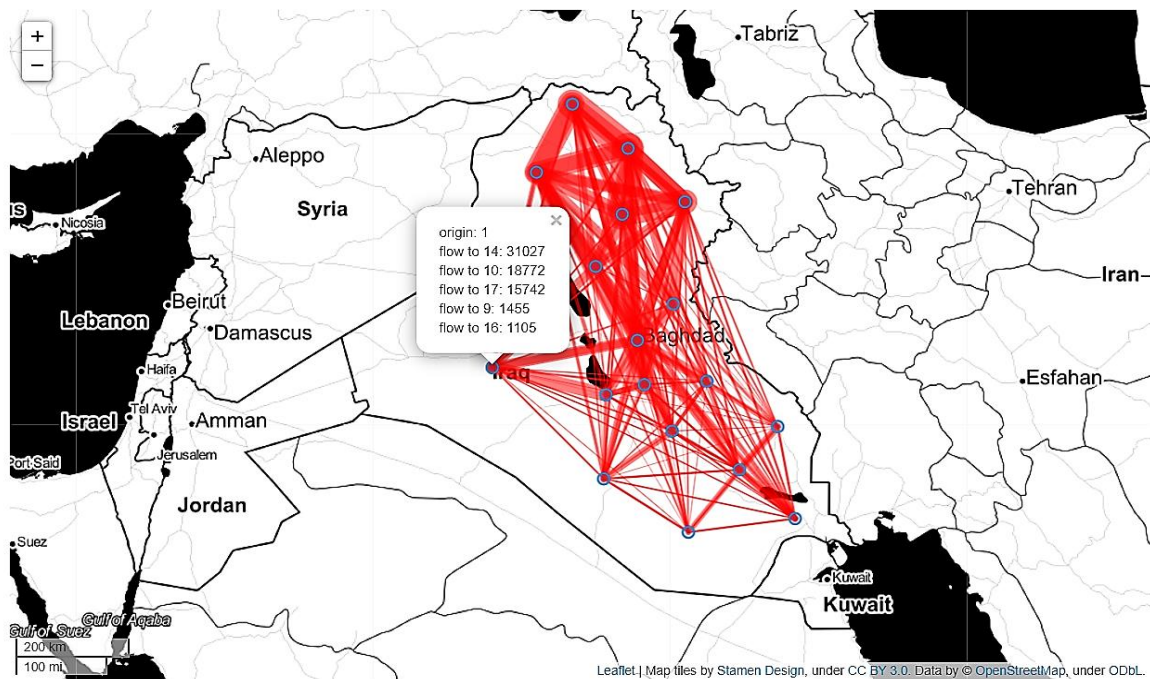 +
−
Tabriz
Aleppo
Tehran
Syria
us
Nicosia
×
origin: 1
flow to 14: 31027
flow to 10: 18772
flow to 17: 15742
flow to 9: 1455
flow to 16: 1105
Iran
Beirut
Lebanon
Damascus
Baghdad
Haifa
Iraq
Esfahan
Tel Aviv
Israel
Amman
Jerusalem
Port Said
Jordan
Suez
Kuwait
Kuwait
Gulf of Aqaba
Gulf of Suez
200 km
100 mi
Leaflet | Map tiles by Stamen Design, under CC BY 3.0. Data by © OpenStreetMap, under ODbL.